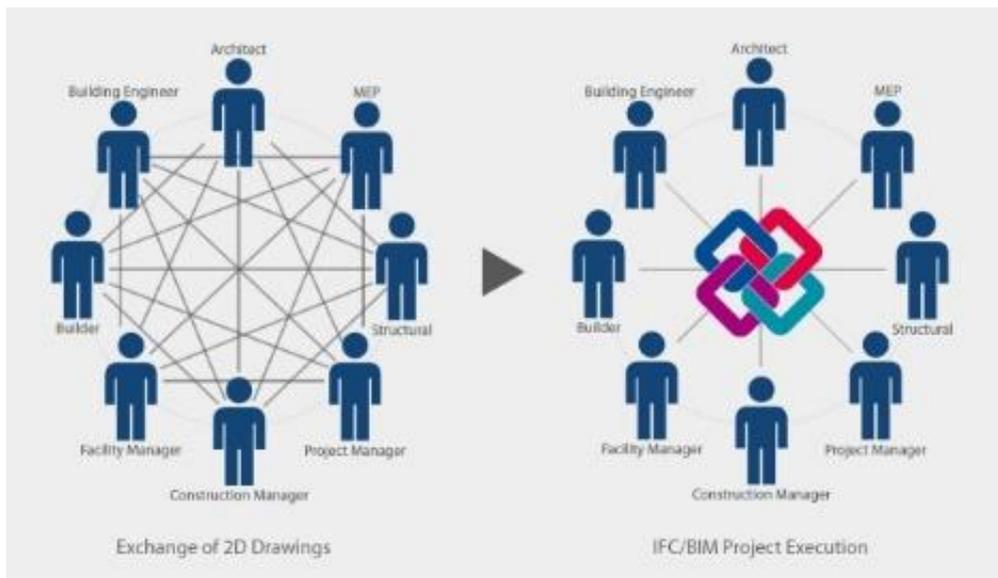 Architect
Building Engineer
MEP
Builder
Structural
Facility Manager
Project Manager
Construction Manager
Exchange of 2D Drawings
Architect
Building Engineer
MEP
Builder
Structural
Facility Manager
Project Manager
Construction Manager
IFC/BIM Project Execution